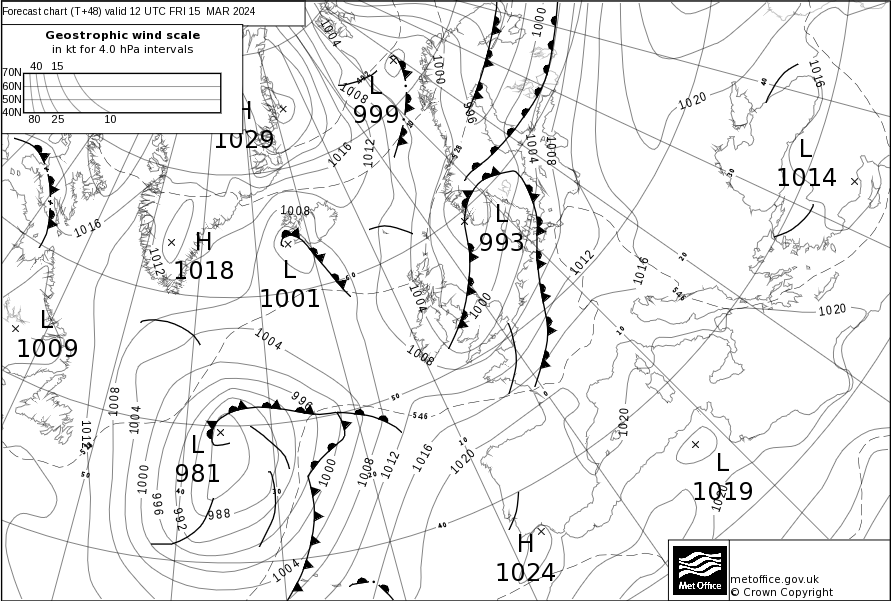 Forecast chart (T+48) valid 12 UTC FRI 15 MAR 2024
Geostrophic wind scale
in kt for 4.0 hPa intervals
40 15
70N
60N
50N
40N
80 25 10
1004
1000
1000
1016
1008
L
999
996
1020
H
1029
1012
1016
1004
1008
L
1014
1016
1008
L
993
H
1018
1012
L
1001
1012
1016
1004
1000
1020
L
1009
1004
1008
1008
1004
996
546
1020
1012
L
981
1000
996
992
988
1000
1008
1012
1016
1020
L
1019
1020
H
1024
1004
Met Office
metoffice.gov.uk
© Crown Copyright